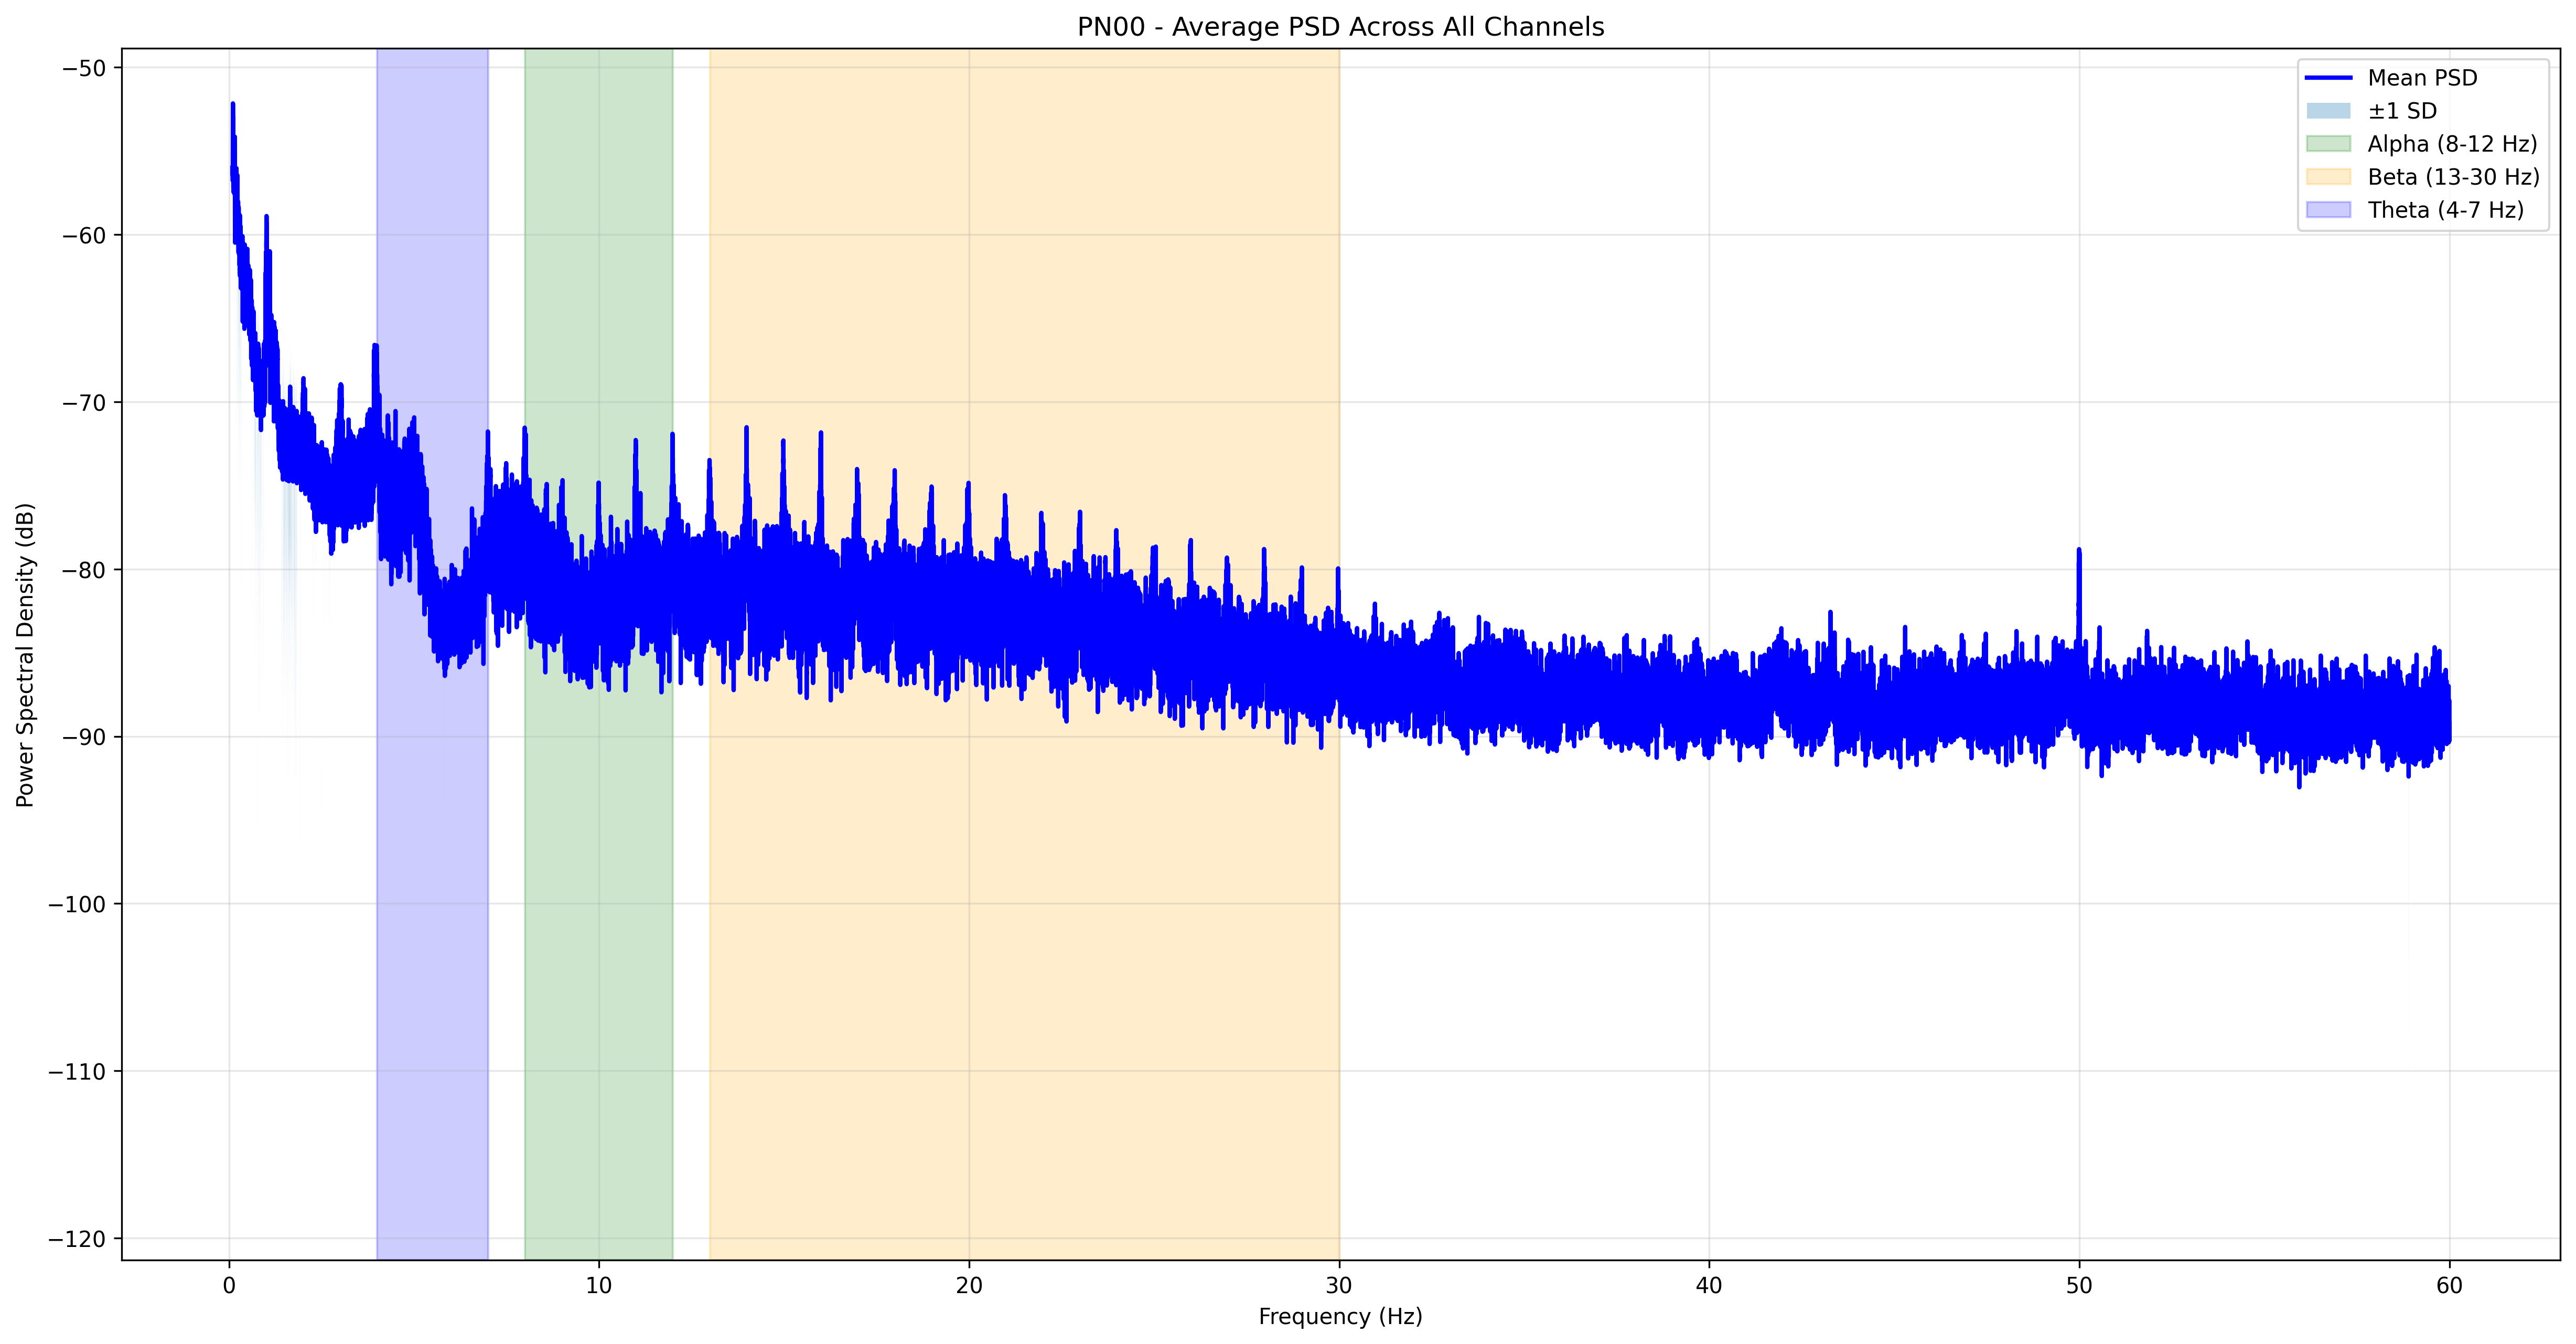 PN00 - Average PSD Across All Channels
Mean PSD
±1 SD
Alpha (8-12 Hz)
Beta (13-30 Hz)
Theta (4-7 Hz)
Power Spectral Density (dB)
−50
−60
−70
−80
−90
−100
−110
−120
0 10 20 30 40 50 60
Frequency (Hz)